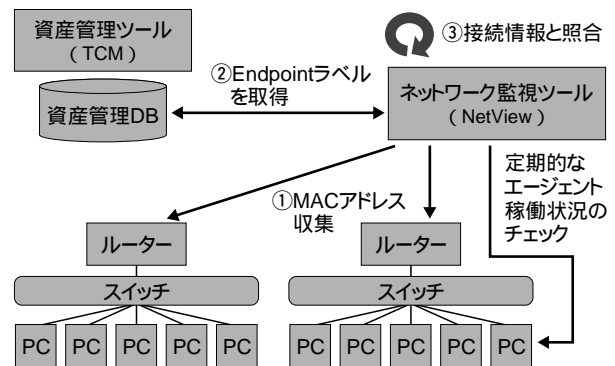 資産管理ツール
（TCM）
③接続情報と照合
②Endpointラベル
を取得
資産管理DB
ネットワーク監視ツール
（NetView）
①MACアドレス
収集
定期的な
エージェント
稼働状況の
チェック
ルーター
ルーター
スイッチ
スイッチ
PC PC PC PC PC
PC PC PC PC PC